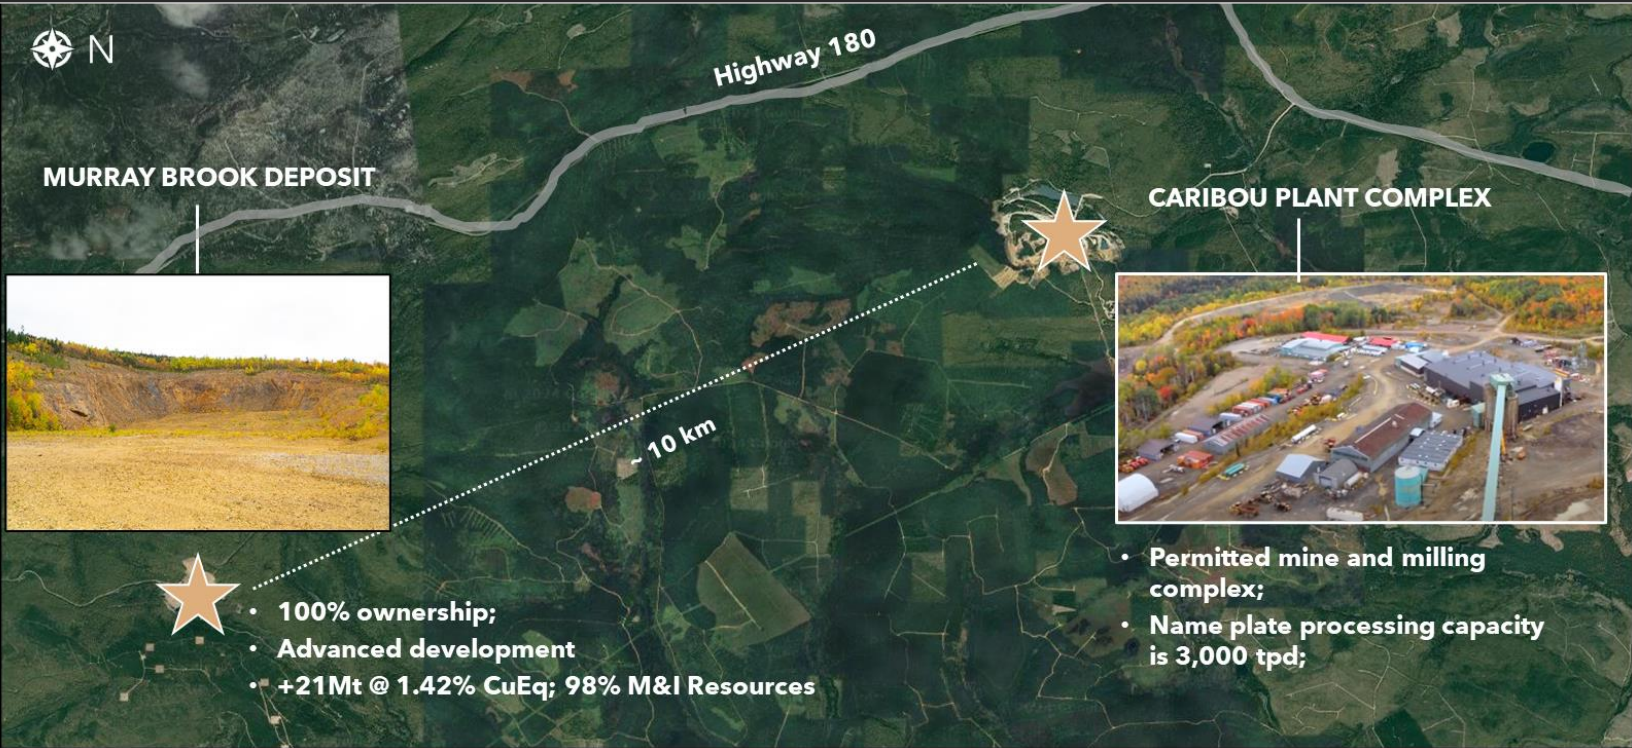 N
Highway 180
MURRAY BROOK DEPOSIT
CARIBOU PLANT COMPLEX
~ 10 km
• Permitted mine and milling
complex;
• Name plate processing capacity
is 3,000 tpd;
• 100% ownership;
• Advanced development
• +21Mt @ 1.42% CuEq; 98% M&I Resources